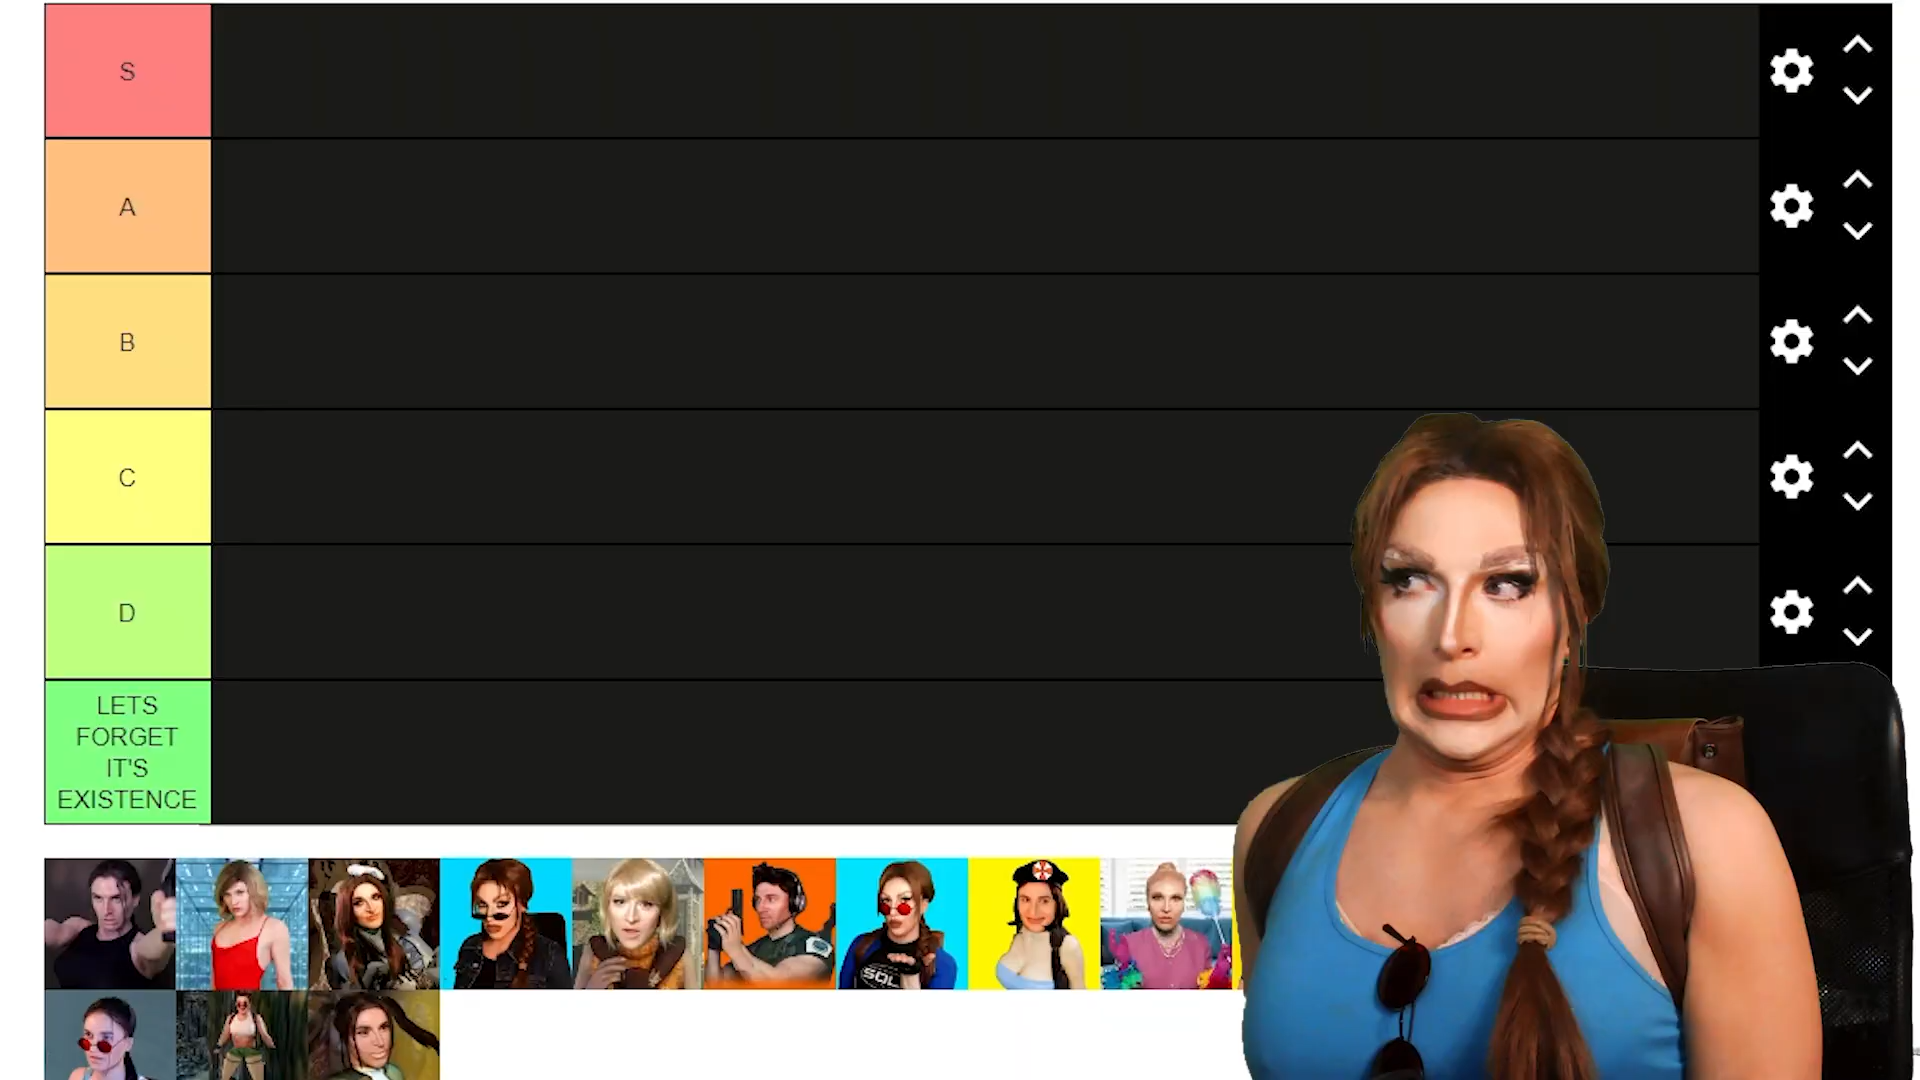 S
A
B
C
D
LETS
FORGET
IT'S
EXISTENCE
SOL